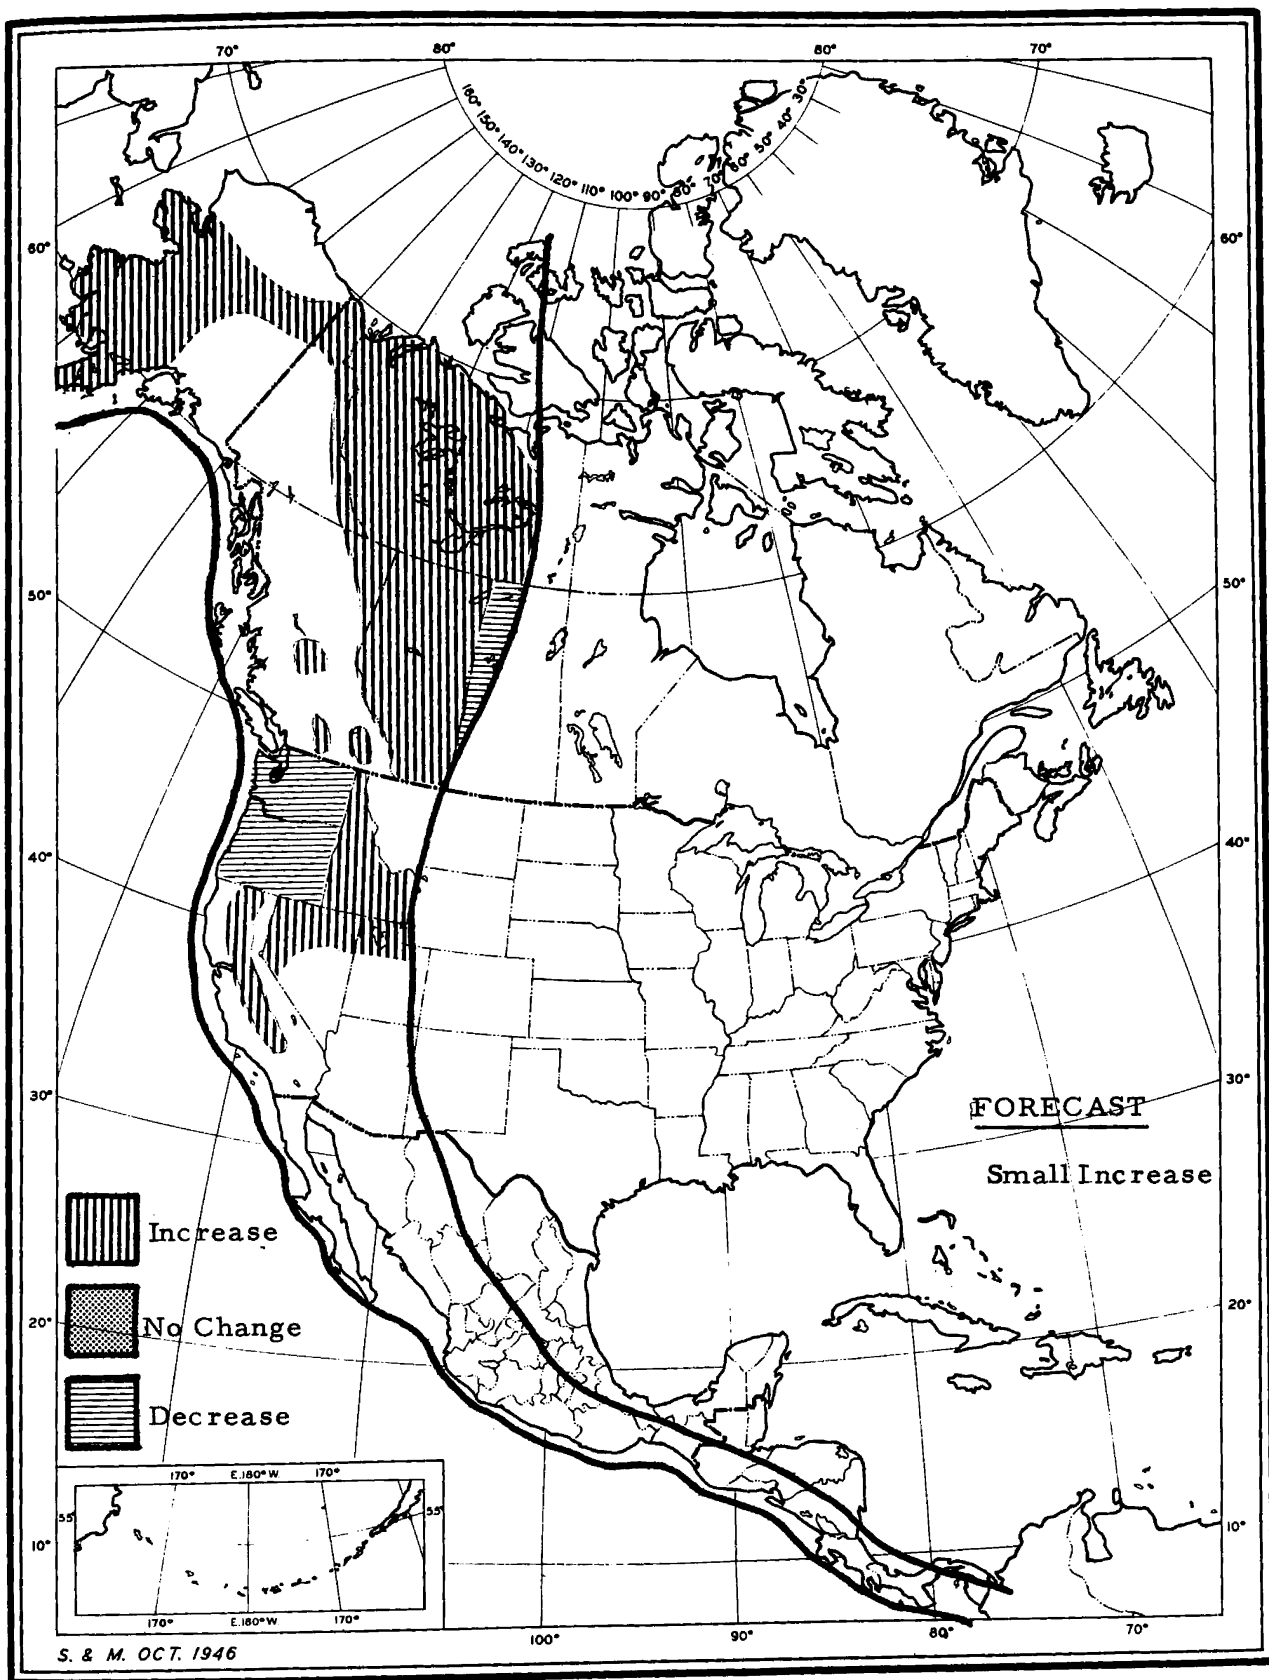 70° 80° 80° 70°
160° 150° 140° 130° 120° 110° 100° 90° 80° 70° 60° 50° 40° 30°
60° 60°
50° 50°
40° 40°
30° 30°
FORECAST
Small Increase
Increase
20° 20°
No Change
Decrease
170° E.180°W 170°
55° 55°
10° 10°
170° E.180°W. 170°
100° 90° 80° 70°
S. & M. OCT. 1946